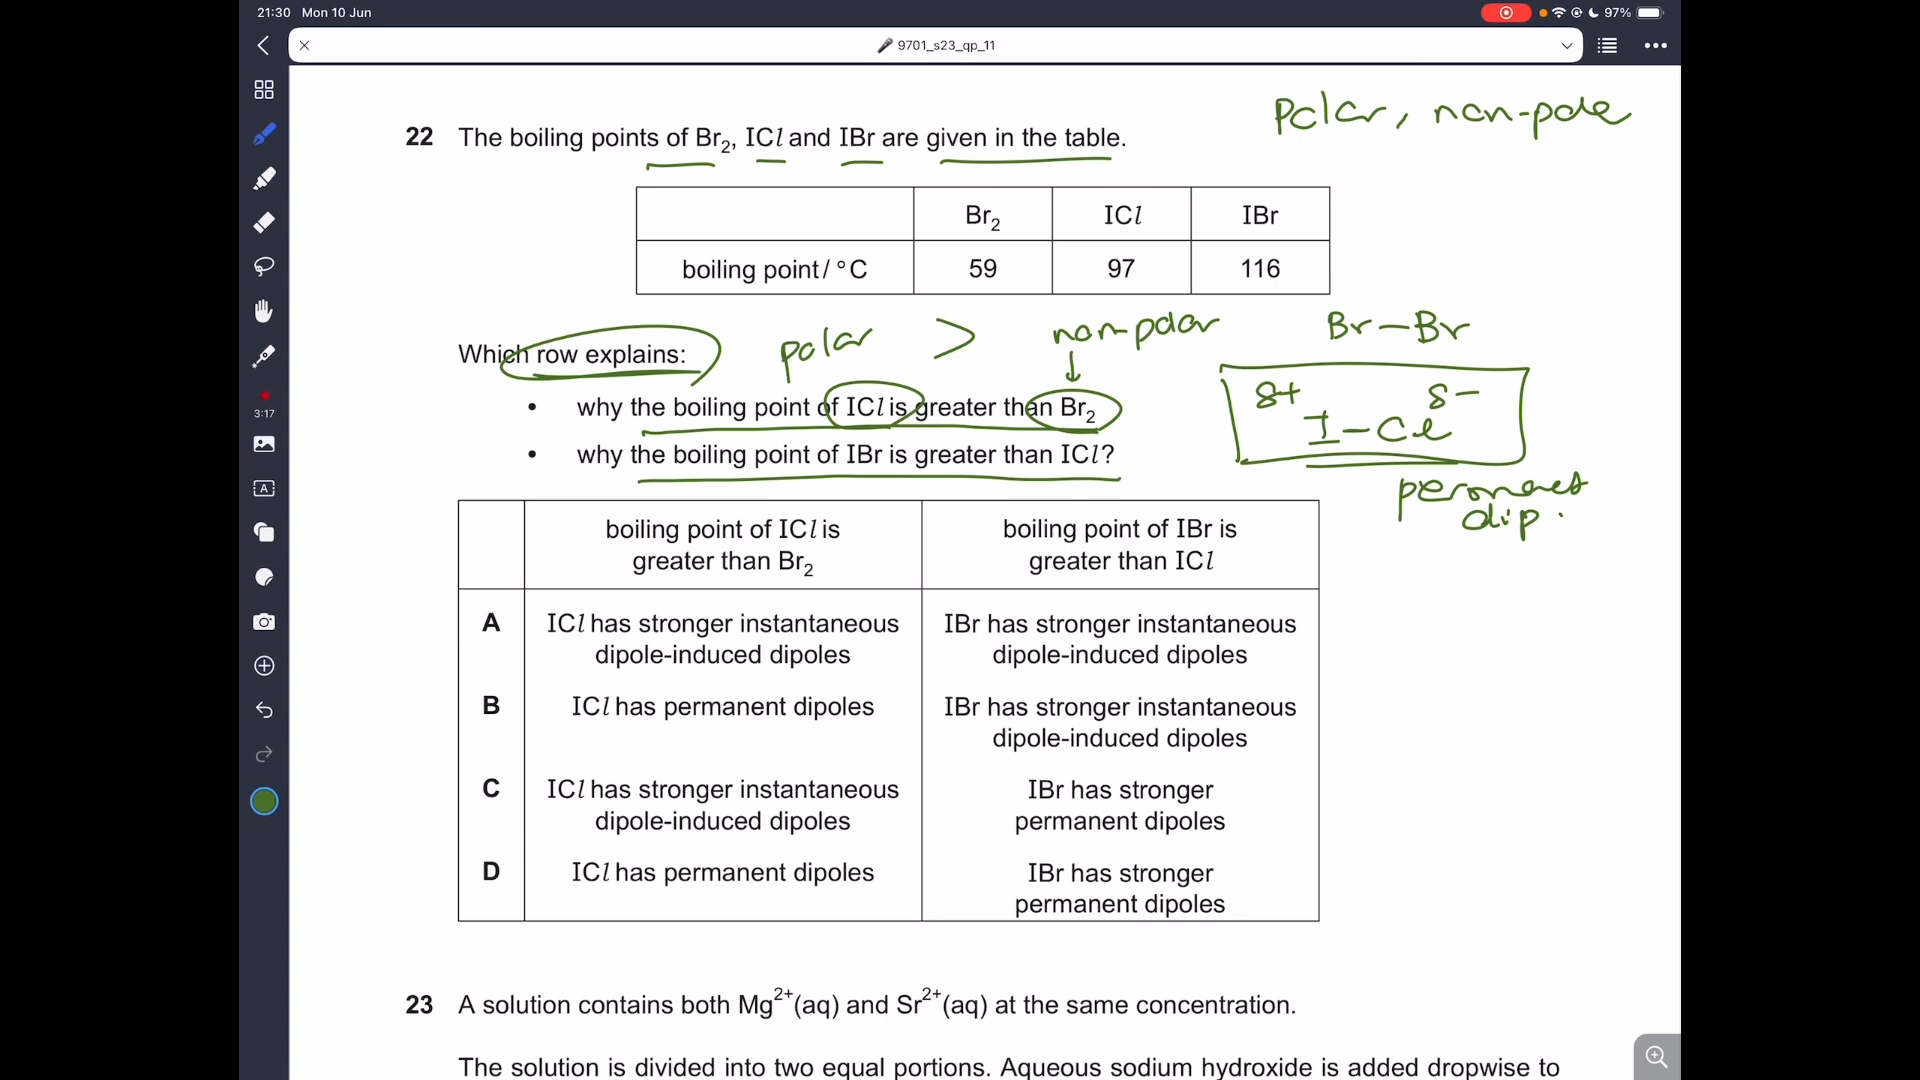 21:30 Mon 10 Jun
97%
9701_s23_qp_11
Polar, non-pole
22 The boiling points of Br2, ICl and IBr are given in the table.
Br2 ICl IBr
boiling point / °C 59 97 116
polar > non-polar
Br - Br
Which row explains:
• why the boiling point of ICl is greater than Br2
δ+ δ-
I - Cl
• why the boiling point of IBr is greater than ICl?
dip.
boiling point of ICl is greater than Br2
boiling point of IBr is greater than ICl
A ICl has stronger instantaneous dipole-induced dipoles IBr has stronger instantaneous dipole-induced dipoles
B ICl has permanent dipoles IBr has stronger instantaneous dipole-induced dipoles
C ICl has stronger instantaneous dipole-induced dipoles IBr has stronger permanent dipoles
D ICl has permanent dipoles IBr has stronger permanent dipoles
3:17
23 A solution contains both Mg2+(aq) and Sr2+(aq) at the same concentration.
The solution is divided into two equal portions. Aqueous sodium hydroxide is added dropwise to